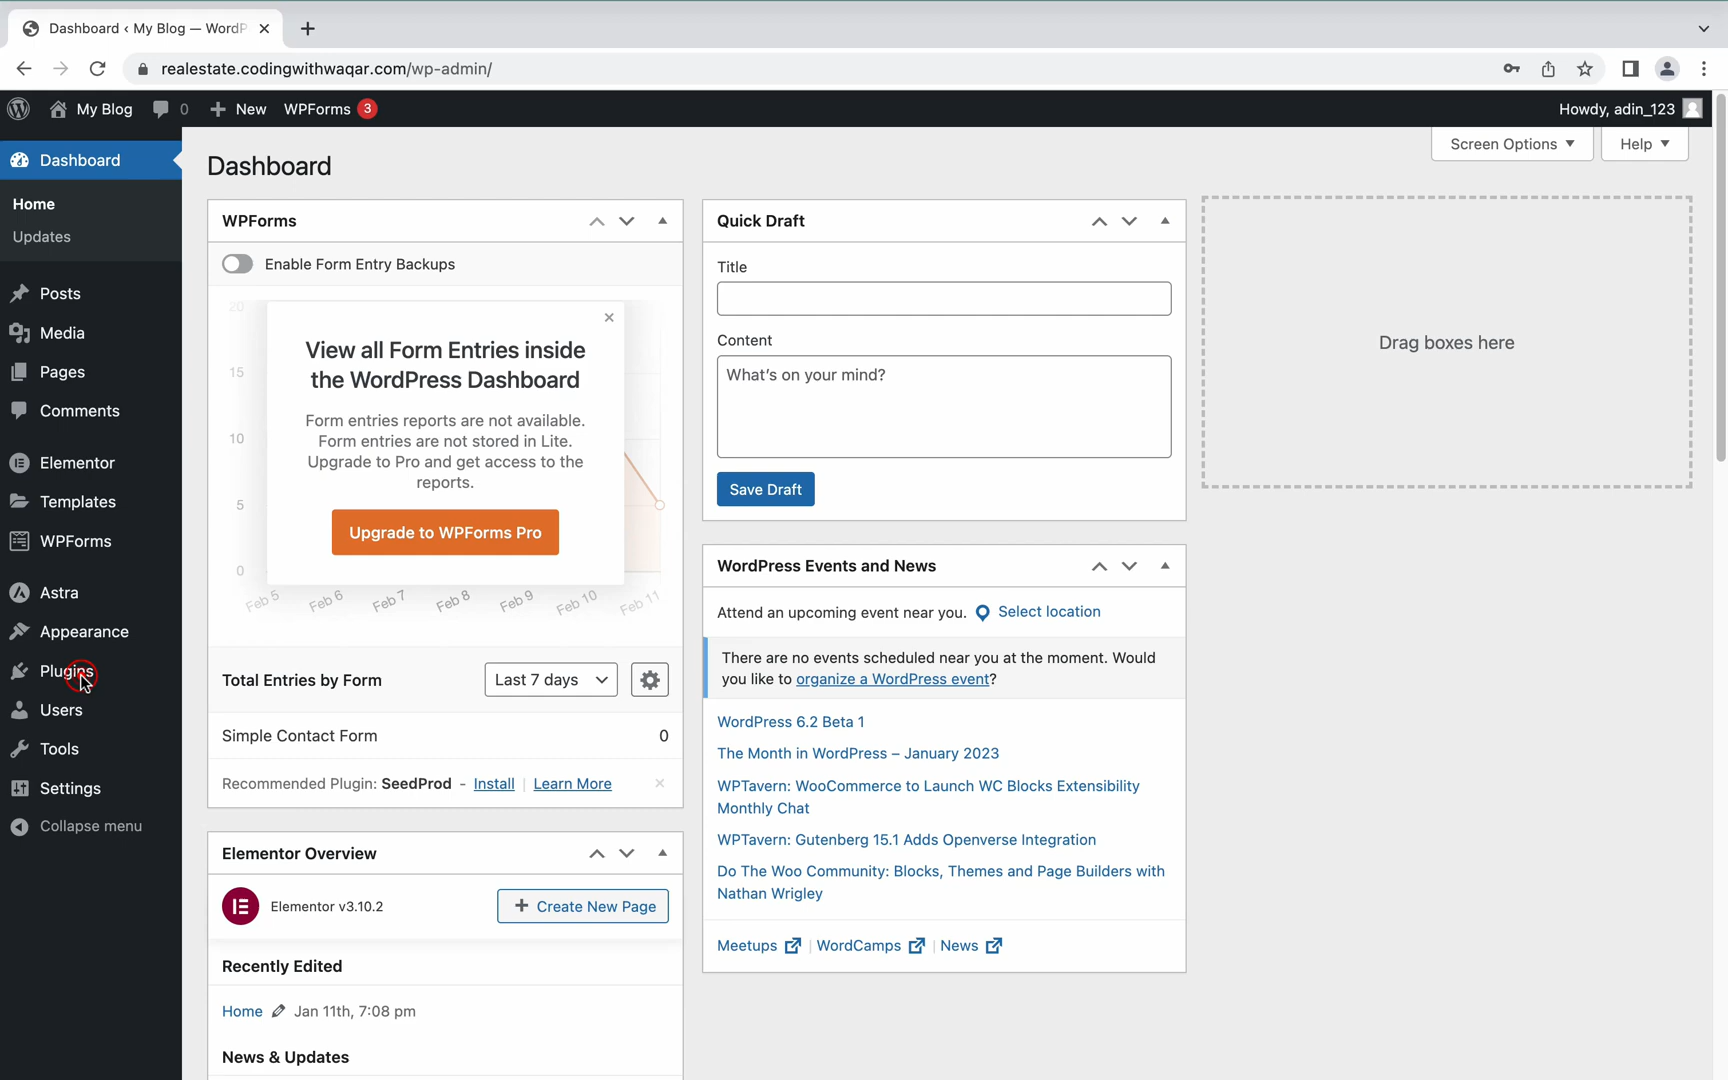 Dashboard ‹ My Blog — WordP
realestate.codingwithwaqar.com/wp-admin/
My Blog 0 New WPForms 3
Howdy, adin_123
Screen Options Help
Dashboard
Home
Updates
Posts
Media
Pages
Comments
Elementor
Templates
WPForms
Astra
Appearance
Plugins
Users
Tools
Settings
Collapse menu
Dashboard
WPForms
Enable Form Entry Backups
20
15
10
5
0
View all Form Entries inside
the WordPress Dashboard
Form entries reports are not available.
Form entries are not stored in Lite.
Upgrade to Pro and get access to the
reports.
Upgrade to WPForms Pro
Feb 5 Feb 6 Feb 7 Feb 8 Feb 9 Feb 10 Feb 11
Total Entries by Form Last 7 days
Simple Contact Form 0
Recommended Plugin: SeedProd - Install | Learn More
Elementor Overview
Elementor v3.10.2 + Create New Page
Recently Edited
Home Jan 11th, 7:08 pm
News & Updates
Quick Draft
Title
Content
What's on your mind?
Save Draft
WordPress Events and News
Attend an upcoming event near you. Select location
There are no events scheduled near you at the moment. Would
you like to organize a WordPress event?
WordPress 6.2 Beta 1
The Month in WordPress – January 2023
WPTavern: WooCommerce to Launch WC Blocks Extensibility
Monthly Chat
WPTavern: Gutenberg 15.1 Adds Openverse Integration
Do The Woo Community: Blocks, Themes and Page Builders with
Nathan Wrigley
Meetups | WordCamps | News
Drag boxes here